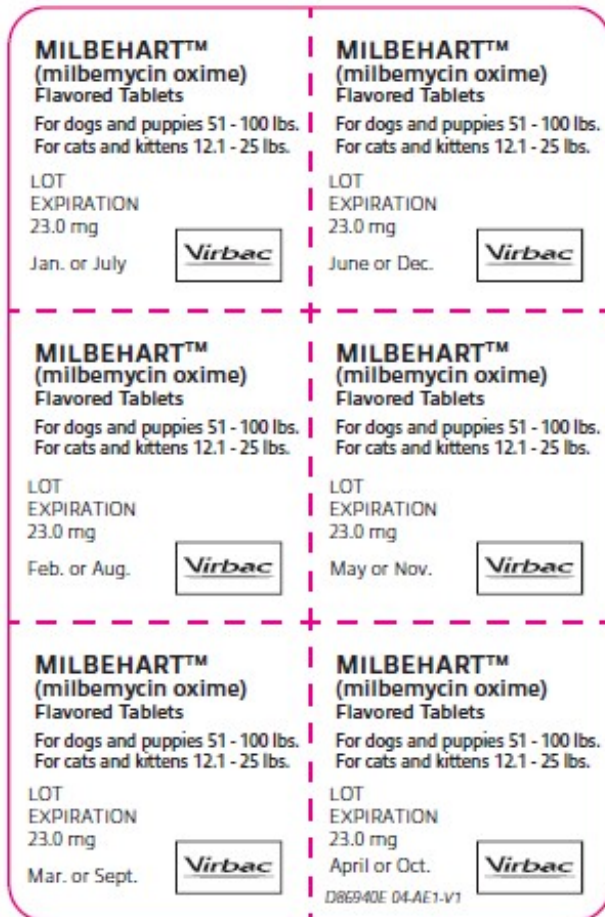 MILBEHART™
(milbemycin oxime)
Flavored Tablets
For dogs and puppies 51 - 100 lbs.
For cats and kittens 12.1 - 25 lbs.
LOT
EXPIRATION
23.0 mg
Jan. or July
Virbac
MILBEHART™
(milbemycin oxime)
Flavored Tablets
For dogs and puppies 51 - 100 lbs.
For cats and kittens 12.1 - 25 lbs.
LOT
EXPIRATION
23.0 mg
June or Dec.
Virbac
MILBEHART™
(milbemycin oxime)
Flavored Tablets
For dogs and puppies 51 - 100 lbs.
For cats and kittens 12.1 - 25 lbs.
LOT
EXPIRATION
23.0 mg
Feb. or Aug.
Virbac
MILBEHART™
(milbemycin oxime)
Flavored Tablets
For dogs and puppies 51 - 100 lbs.
For cats and kittens 12.1 - 25 lbs.
LOT
EXPIRATION
23.0 mg
May or Nov.
Virbac
MILBEHART™
(milbemycin oxime)
Flavored Tablets
For dogs and puppies 51 - 100 lbs.
For cats and kittens 12.1 - 25 lbs.
LOT
EXPIRATION
23.0 mg
Mar. or Sept.
Virbac
MILBEHART™
(milbemycin oxime)
Flavored Tablets
For dogs and puppies 51 - 100 lbs.
For cats and kittens 12.1 - 25 lbs.
LOT
EXPIRATION
23.0 mg
April or Oct.
Virbac
D86940E 04-AE1-V1